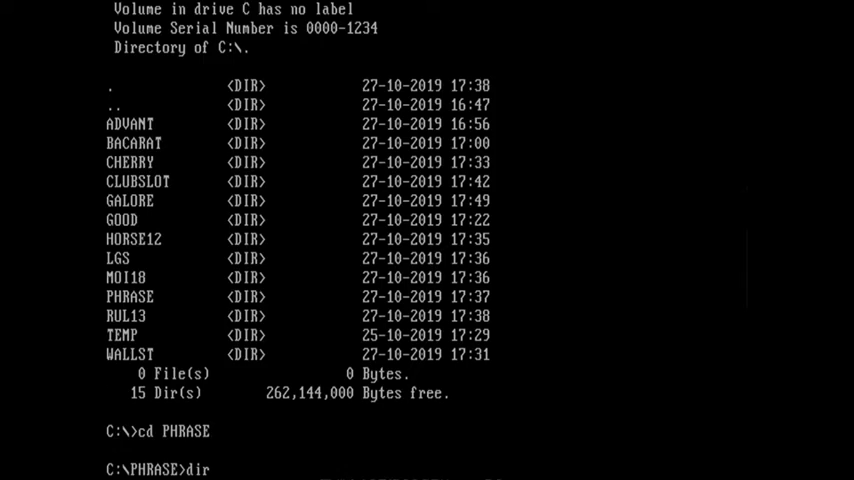 Volume in drive C has no label
Volume Serial Number is 0000-1234
Directory of C:\.
. <DIR> 27-10-2019 17:38
.. <DIR> 27-10-2019 16:47
ADVANT <DIR> 27-10-2019 16:56
BACARAT <DIR> 27-10-2019 17:00
CHERRY <DIR> 27-10-2019 17:33
CLUBSLOT <DIR> 27-10-2019 17:42
GALORE <DIR> 27-10-2019 17:49
GOOD <DIR> 27-10-2019 17:22
HORSE12 <DIR> 27-10-2019 17:35
LGS <DIR> 27-10-2019 17:36
MOI18 <DIR> 27-10-2019 17:36
PHRASE <DIR> 27-10-2019 17:37
RUL13 <DIR> 27-10-2019 17:38
TEMP <DIR> 25-10-2019 17:29
WALLST <DIR> 27-10-2019 17:31
0 File(s) 0 Bytes.
15 Dir(s) 262,144,000 Bytes free.
C:\>cd PHRASE
C:\PHRASE>dir